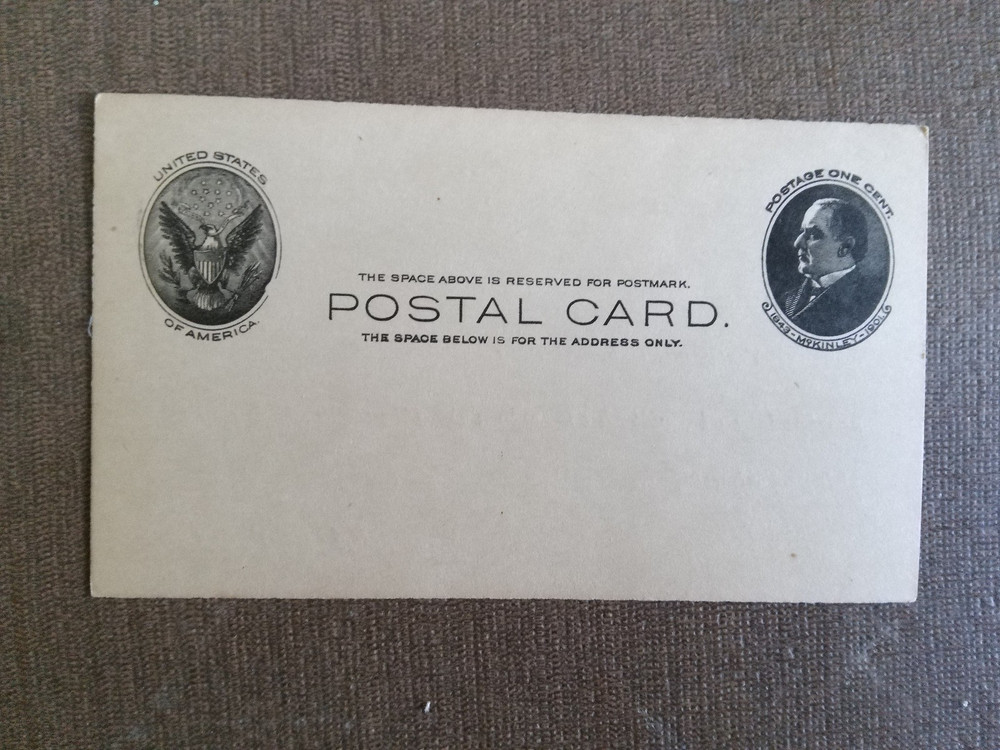 UNITED STATES
OF AMERICA.
POSTAGE ONE CENT.
1843-McKINLEY-1901
THE SPACE ABOVE IS RESERVED FOR POSTMARK.
POSTAL CARD.
THE SPACE BELOW IS FOR THE ADDRESS ONLY.